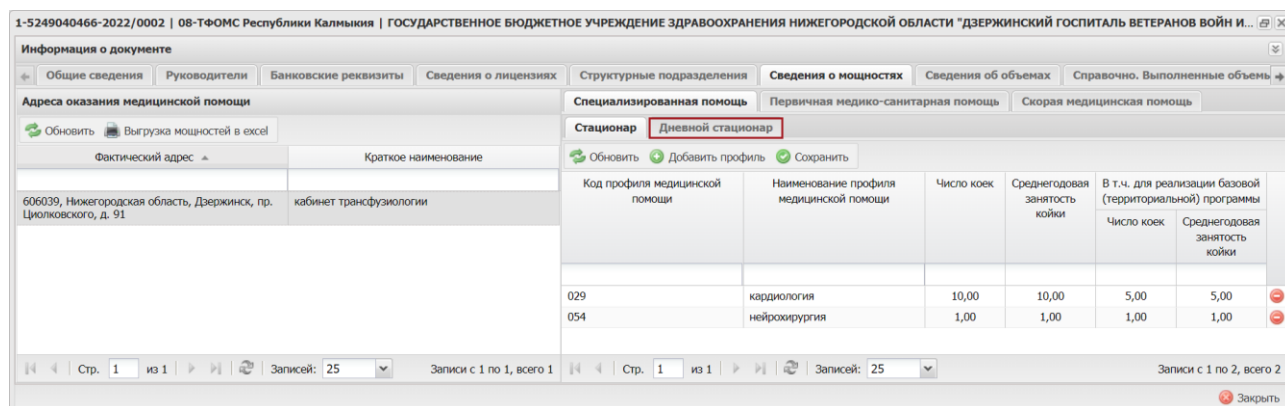 1-5249040466-2022/0002 | 08-ТФОМС Республики Калмыкия | ГОСУДАРСТВЕННОЕ БЮДЖЕТНОЕ УЧРЕЖДЕНИЕ ЗДРАВООХРАНЕНИЯ НИЖЕГОРОДСКОЙ ОБЛАСТИ "ДЗЕРЖИНСКИЙ ГОСПИТАЛЬ ВЕТЕРАНОВ ВОЙН И...
Информация о документе
Общие сведения Руководители Банковские реквизиты Сведения о лицензиях Структурные подразделения Сведения о мощностях Сведения об объемах Справочно. Выполненные объемы
Адреса оказания медицинской помощи
Обновить Выгрузка мощностей в excel
Фактический адрес Краткое наименование
606039, Нижегородская область, Дзержинск, пр. кабинет трансфузиологии
Циолковского, д. 91
Стр. 1 из 1 Записей: 25 Записи с 1 по 1, всего 1
Специализированная помощь Первичная медико-санитарная помощь Скорая медицинская помощь
Стационар Дневной стационар
Обновить Добавить профиль Сохранить
Код профиля медицинской Наименование профиля Число коек Среднегодовая В т.ч. для реализации базовой
помощи медицинской помощи занятость (территориальной) программы
койки Число коек Среднегодовая
занятость
койки
029 кардиология 10,00 10,00 5,00 5,00
054 нейрохирургия 1,00 1,00 1,00 1,00
Стр. 1 из 1 Записей: 25 Записи с 1 по 2, всего 2
Закрыть